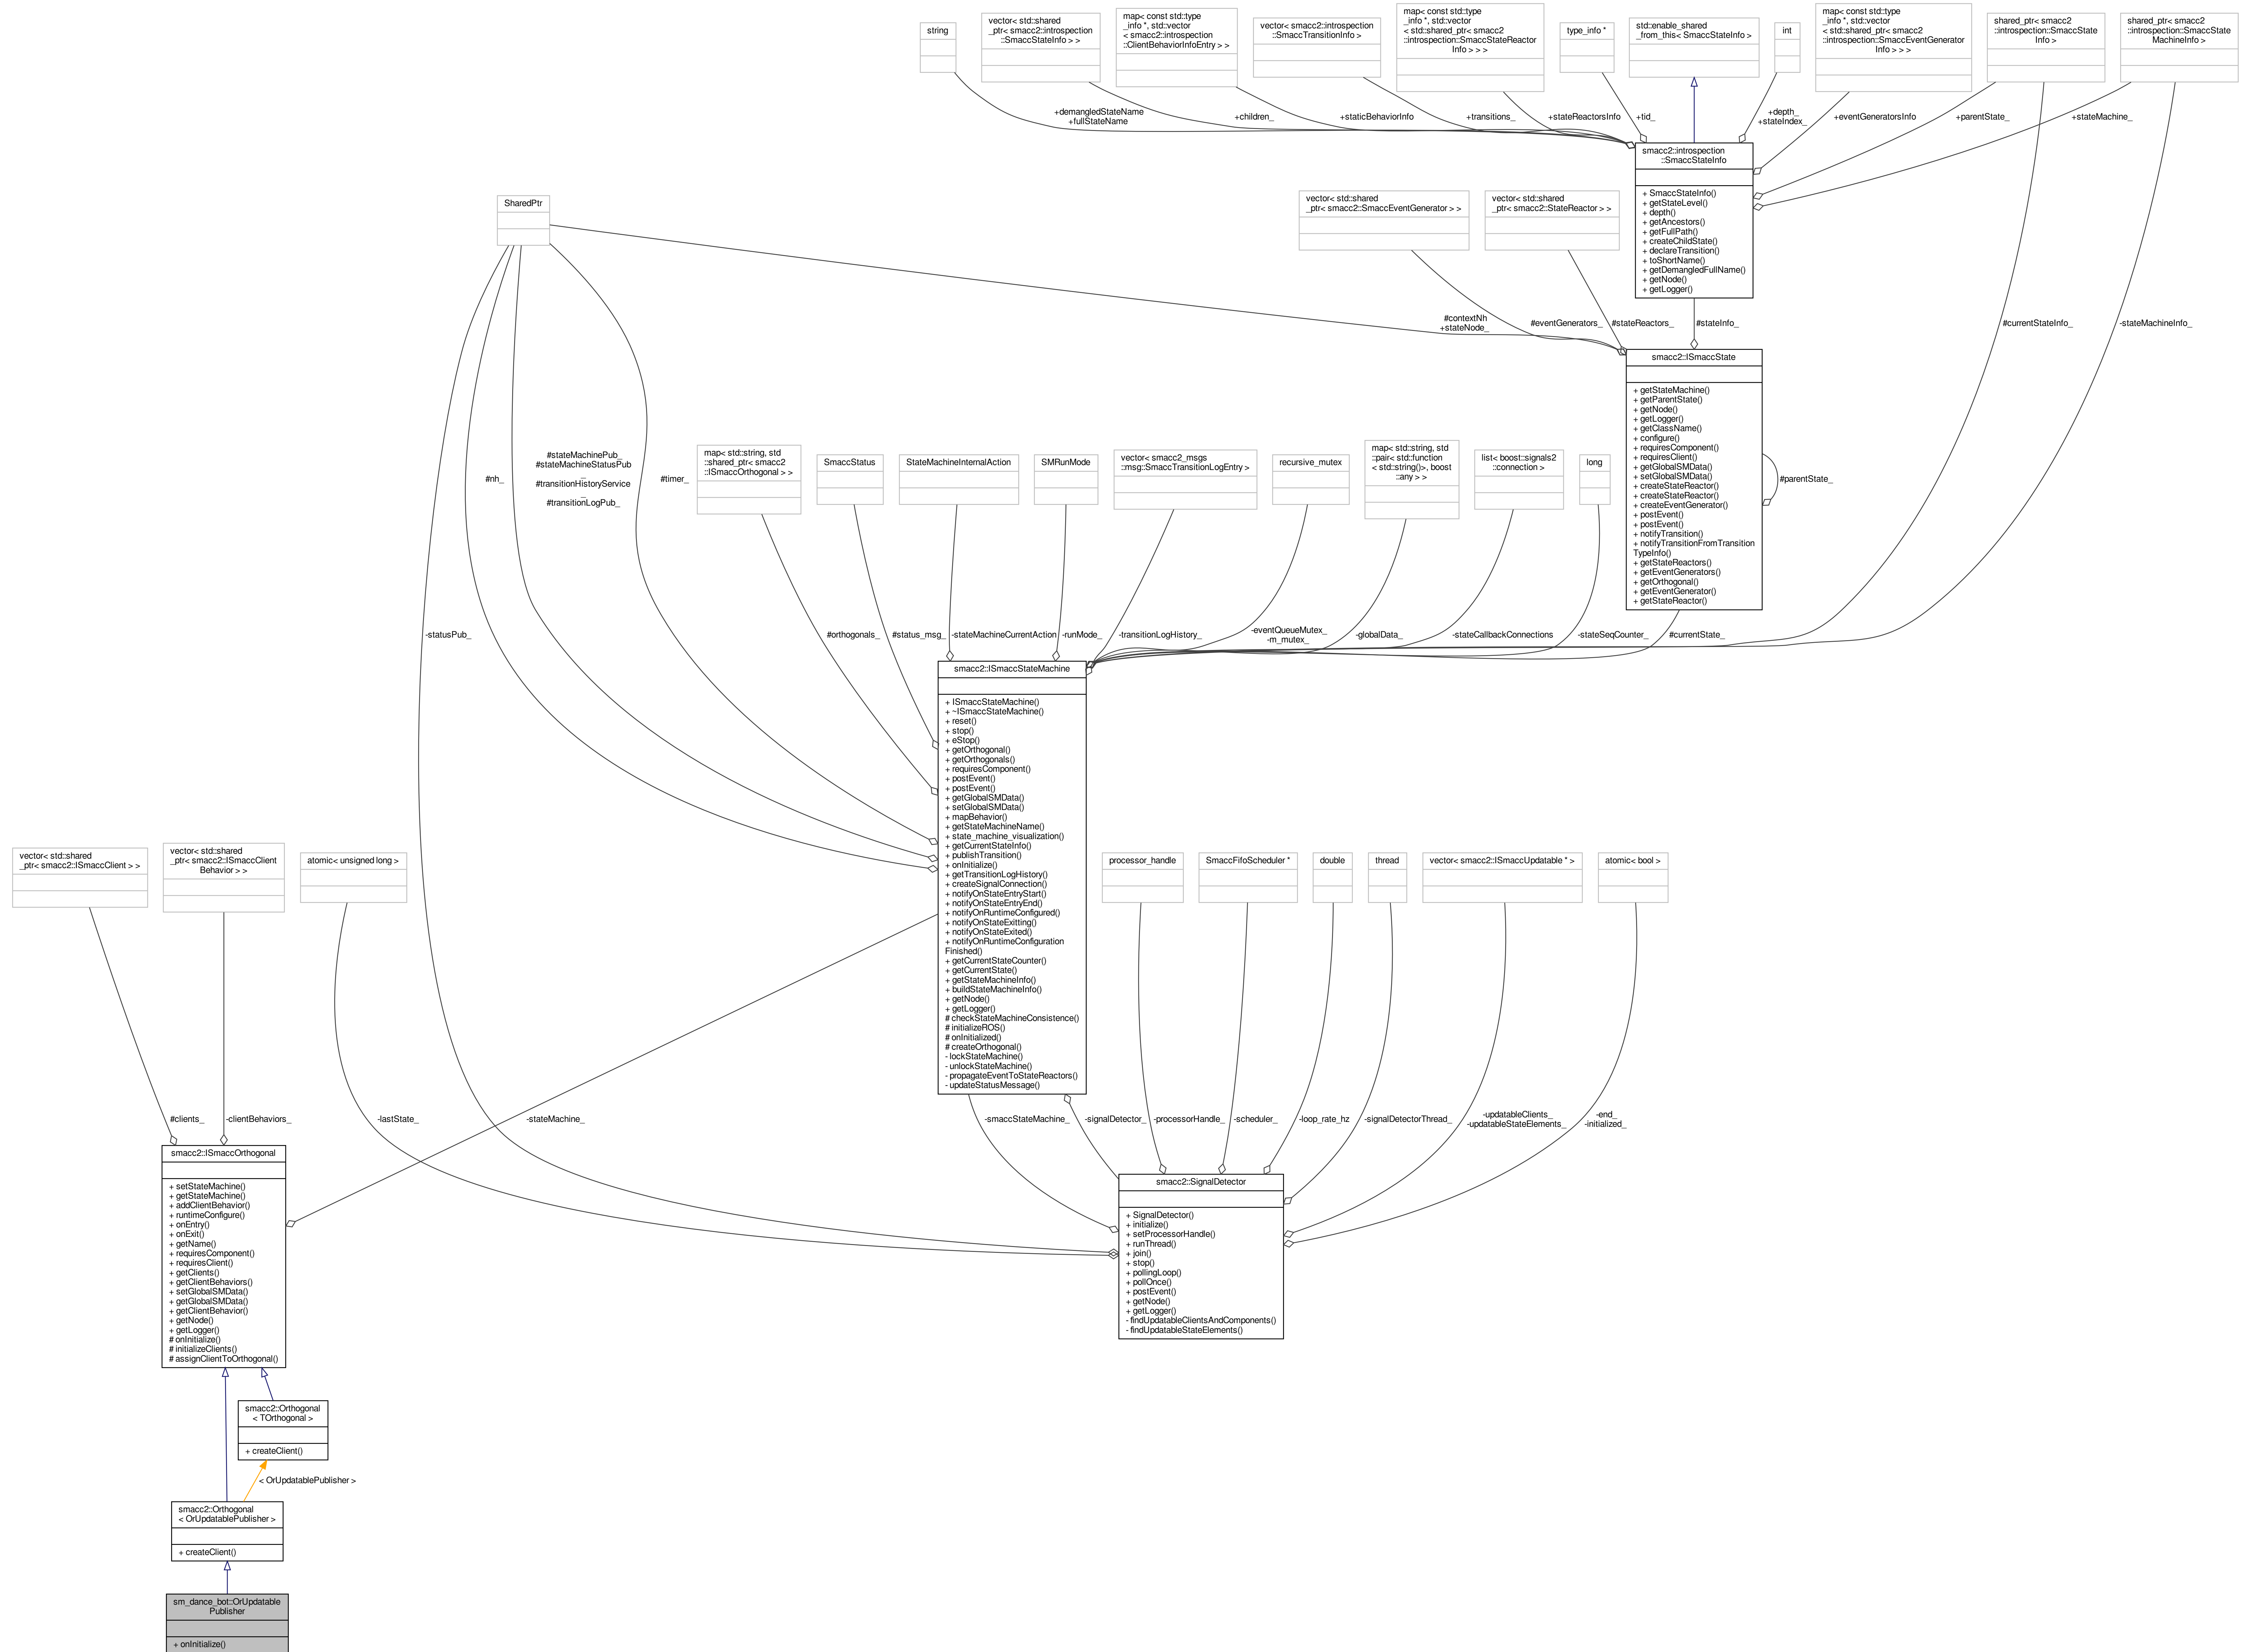 string
vector< std::shared
_ptr< smacc2::introspection
::SmaccStateInfo > >
map< const std::type
_info *, std::vector
< smacc2::introspection
::ClientBehaviorInfoEntry > >
vector< smacc2::introspection
::SmaccTransitionInfo >
map< const std::type
_info *, std::vector
< std::shared_ptr< smacc2
::introspection::SmaccStateReactor
Info > > >
type_info *
std::enable_shared
_from_this< SmaccStateInfo >
int
map< const std::type
_info *, std::vector
< std::shared_ptr< smacc2
::introspection::SmaccEventGenerator
Info > > >
shared_ptr< smacc2
::introspection::SmaccState
Info >
shared_ptr< smacc2
::introspection::SmaccState
MachineInfo >
+demangledStateName
+fullStateName
+children_
+staticBehaviorInfo
+transitions_
+stateReactorsInfo
+tid_
+depth_
+stateIndex_
+eventGeneratorsInfo
+parentState_
+stateMachine_
smacc2::introspection
::SmaccStateInfo
+ SmaccStateInfo()
+ getStateLevel()
+ depth()
+ getAncestors()
+ getFullPath()
+ createChildState()
+ declareTransition()
+ toShortName()
+ getDemangledFullName()
+ getNode()
+ getLogger()
SharedPtr
vector< std::shared
_ptr< smacc2::SmaccEventGenerator > >
vector< std::shared
_ptr< smacc2::StateReactor > >
#contextNh
+stateNode_
#eventGenerators_
#stateReactors_
#stateInfo_
#currentStateInfo_
-stateMachineInfo_
smacc2::ISmaccState
+ getStateMachine()
+ getParentState()
+ getNode()
+ getLogger()
+ getClassName()
+ configure()
+ requiresComponent()
+ requiresClient()
+ getGlobalSMData()
+ setGlobalSMData()
+ createStateReactor()
+ createStateReactor()
+ createEventGenerator()
+ postEvent()
+ postEvent()
+ notifyTransition()
+ notifyTransitionFromTransition
TypeInfo()
+ getStateReactors()
+ getEventGenerators()
+ getOrthogonal()
+ getEventGenerator()
+ getStateReactor()
#parentState_
#nh_
#stateMachinePub_
#stateMachineStatusPub
_
#transitionHistoryService
_
#transitionLogPub_
#timer_
map< std::string, std
::shared_ptr< smacc2
::ISmaccOrthogonal > >
SmaccStatus
StateMachineInternalAction
SMRunMode
vector< smacc2_msgs
::msg::SmaccTransitionLogEntry >
recursive_mutex
map< std::string, std
::pair< std::function
< std::string()>, boost
::any > >
list< boost::signals2
::connection >
long
-statusPub_
#orthogonals_
#status_msg_
-stateMachineCurrentAction
-runMode_
-transitionLogHistory_
-eventQueueMutex_
-m_mutex_
-globalData_
-stateCallbackConnections
-stateSeqCounter_
#currentState_
smacc2::ISmaccStateMachine
+ ISmaccStateMachine()
+ ~ISmaccStateMachine()
+ reset()
+ stop()
+ eStop()
+ getOrthogonal()
+ getOrthogonals()
+ requiresComponent()
+ postEvent()
+ postEvent()
+ getGlobalSMData()
+ setGlobalSMData()
+ mapBehavior()
+ getStateMachineName()
+ state_machine_visualization()
+ getCurrentStateInfo()
+ publishTransition()
+ onInitialize()
+ getTransitionLogHistory()
+ createSignalConnection()
+ notifyOnStateEntryStart()
+ notifyOnStateEntryEnd()
+ notifyOnRuntimeConfigured()
+ notifyOnStateExitting()
+ notifyOnStateExited()
+ notifyOnRuntimeConfiguration
Finished()
+ getCurrentStateCounter()
+ getCurrentState()
+ getStateMachineInfo()
+ buildStateMachineInfo()
+ getNode()
+ getLogger()
# checkStateMachineConsistence()
# initializeROS()
# onInitialized()
# createOrthogonal()
- lockStateMachine()
- unlockStateMachine()
- propagateEventToStateReactors()
- updateStatusMessage()
vector< std::shared
_ptr< smacc2::ISmaccClient > >
vector< std::shared
_ptr< smacc2::ISmaccClient
Behavior > >
atomic< unsigned long >
processor_handle
SmaccFifoScheduler *
double
thread
vector< smacc2::ISmaccUpdatable * >
atomic< bool >
#clients_
-clientBehaviors_
-lastState_
-stateMachine_
-smaccStateMachine_
-signalDetector_
-processorHandle_
-scheduler_
-loop_rate_hz
-signalDetectorThread_
-updatableClients_
-updatableStateElements_
-end_
-initialized_
smacc2::ISmaccOrthogonal
+ setStateMachine()
+ getStateMachine()
+ addClientBehavior()
+ runtimeConfigure()
+ onEntry()
+ onExit()
+ getName()
+ requiresComponent()
+ requiresClient()
+ getClients()
+ getClientBehaviors()
+ setGlobalSMData()
+ getGlobalSMData()
+ getClientBehavior()
+ getNode()
+ getLogger()
# onInitialize()
# initializeClients()
# assignClientToOrthogonal()
smacc2::SignalDetector
+ SignalDetector()
+ initialize()
+ setProcessorHandle()
+ runThread()
+ join()
+ stop()
+ pollingLoop()
+ pollOnce()
+ postEvent()
+ getNode()
+ getLogger()
- findUpdatableClientsAndComponents()
- findUpdatableStateElements()
smacc2::Orthogonal
< TOrthogonal >
+ createClient()
< OrUpdatablePublisher >
smacc2::Orthogonal
< OrUpdatablePublisher >
+ createClient()
sm_dance_bot::OrUpdatable
Publisher
+ onInitialize()